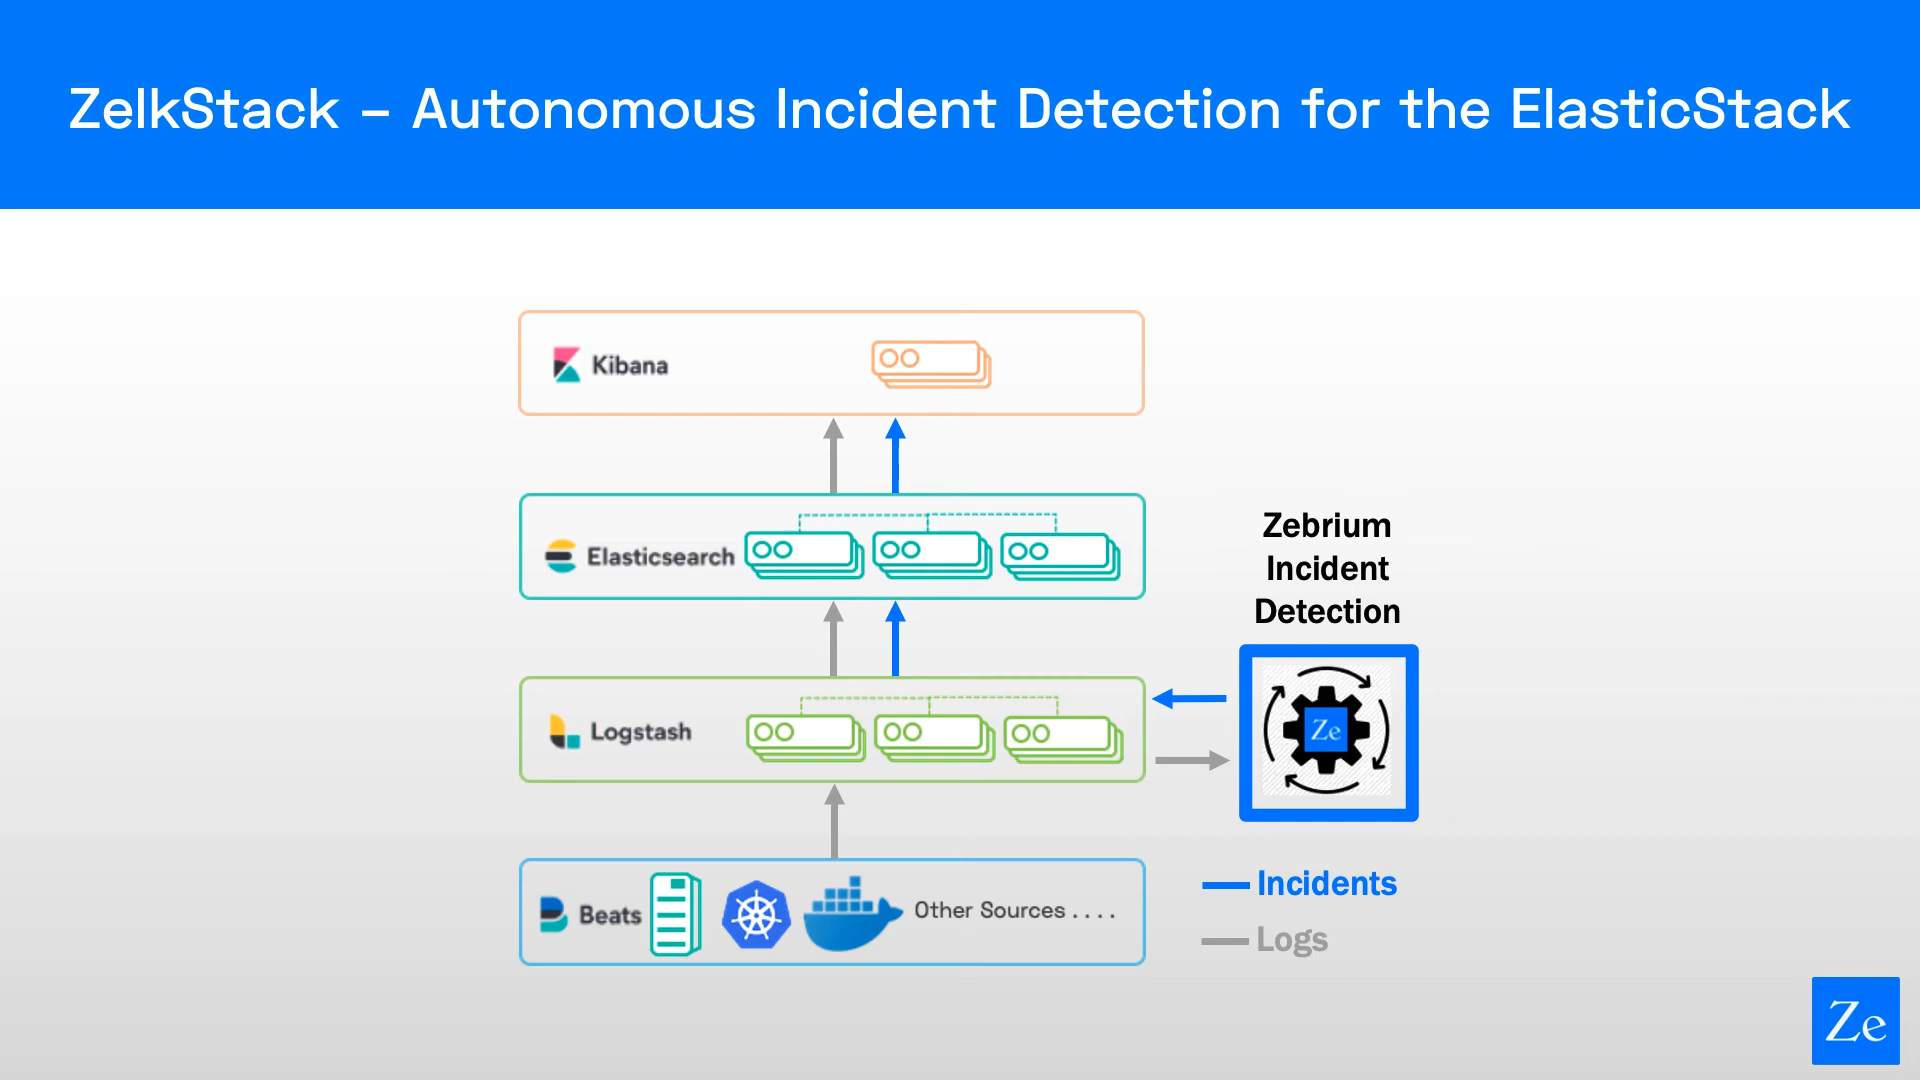 ZelkStack – Autonomous Incident Detection for the ElasticStack
Kibana
Elasticsearch
Zebrium
Incident
Detection
Logstash
Ze
Beats
Other Sources . . . .
Incidents
Logs
Ze